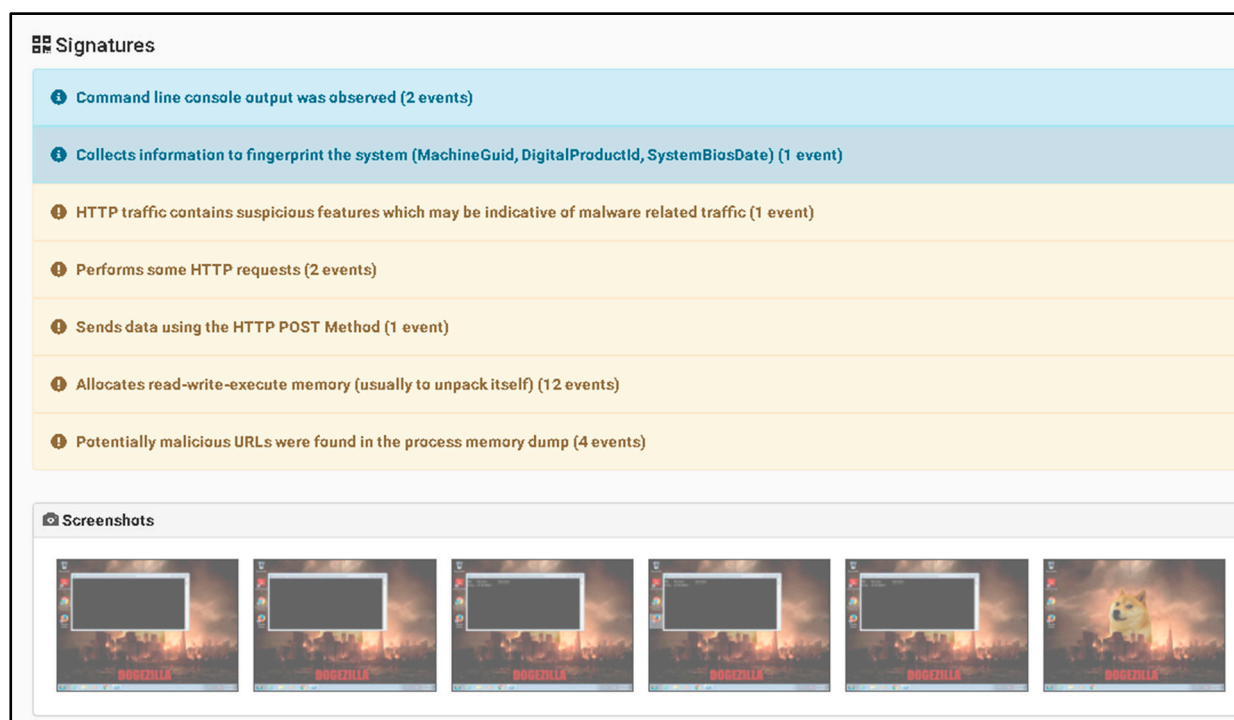 Signatures
Command line console output was observed (2 events)
Collects information to fingerprint the system (MachineGuid, DigitalProductId, SystemBiosDate) (1 event)
HTTP traffic contains suspicious features which may be indicative of malware related traffic (1 event)
Performs some HTTP requests (2 events)
Sends data using the HTTP POST Method (1 event)
Allocates read-write-execute memory (usually to unpack itself) (12 events)
Potentially malicious URLs were found in the process memory dump (4 events)
Screenshots
DOGEZILLA DOGEZILLA DOGEZILLA DOGEZILLA DOGEZILLA DOGEZILLA